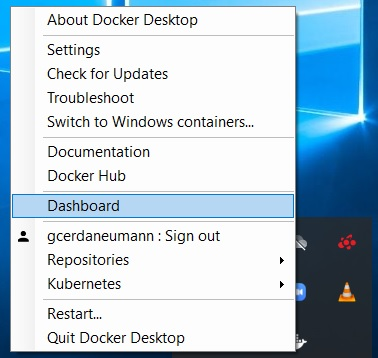 About Docker Desktop
Settings
Check for Updates
Troubleshoot
Switch to Windows containers...
Documentation
Docker Hub
Dashboard
gcerdaneumann : Sign out
Repositories
Kubernetes
Restart...
Quit Docker Desktop